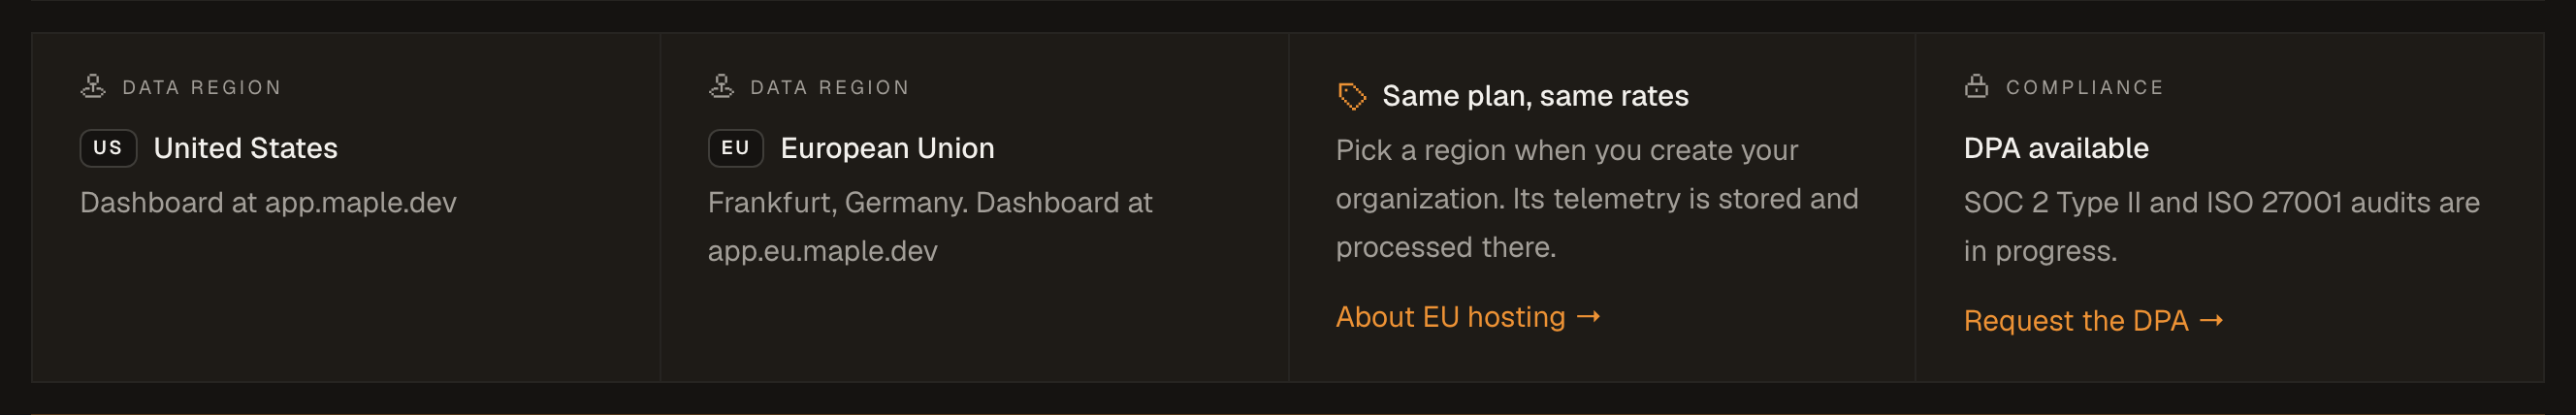 DATA REGION
US United States
Dashboard at app.maple.dev
DATA REGION
EU European Union
Frankfurt, Germany. Dashboard at
app.eu.maple.dev
Same plan, same rates
Pick a region when you create your
organization. Its telemetry is stored and
processed there.
About EU hosting →
COMPLIANCE
DPA available
SOC 2 Type II and ISO 27001 audits are
in progress.
Request the DPA →